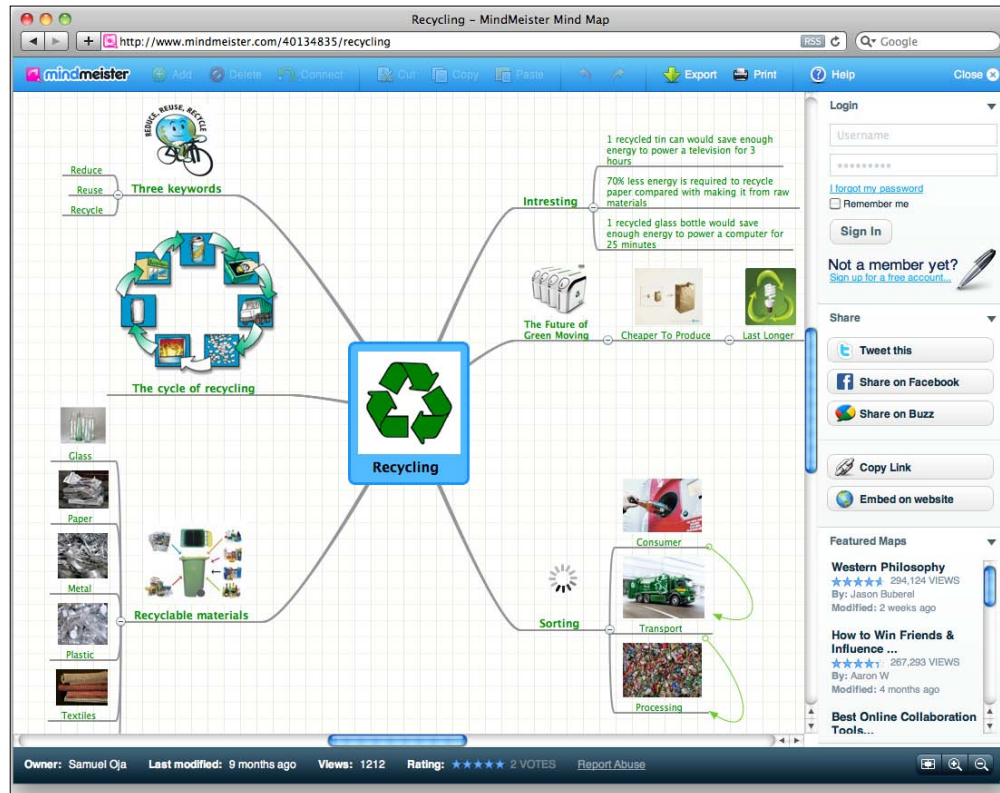 Recycling – MindMeister Mind Map
http://www.mindmeister.com/40134835/recycling
RSS
Google
mindmeister
Add
Delete
Connect
Cut
Copy
Paste
Export
Print
Help
Close
REDUCE, REUSE, RECYCLE
Three keywords
Reduce
Reuse
Recycle
The cycle of recycling
Glass
Paper
Metal
Plastic
Textiles
Recyclable materials
Recycling
Intresting
1 recycled tin can would save enough
energy to power a television for 3
hours
70% less energy is required to recycle
paper compared with making it from raw
materials
1 recycled glass bottle would save
enough energy to power a computer for
25 minutes
The Future of
Green Moving
Cheaper To Produce
Last Longer
Sorting
Consumer
Transport
Processing
Login
Username
I forgot my password
Remember me
Sign In
Not a member yet?
Sign up for a free account...
Share
Tweet this
Share on Facebook
Share on Buzz
Copy Link
Embed on website
Featured Maps
Western Philosophy
294,124 VIEWS
By: Jason Buberel
Modified: 2 weeks ago
How to Win Friends &
Influence ...
267,293 VIEWS
By: Aaron W
Modified: 4 months ago
Best Online Collaboration
Tools...
Owner: Samuel Oja Last modified: 9 months ago Views: 1212 Rating: 2 VOTES Report Abuse